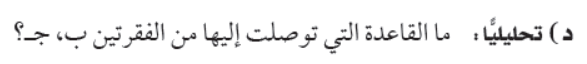 د) تحليليًّا: ما القاعدة التي توصلت إليها من الفقرتين ب، جـ؟